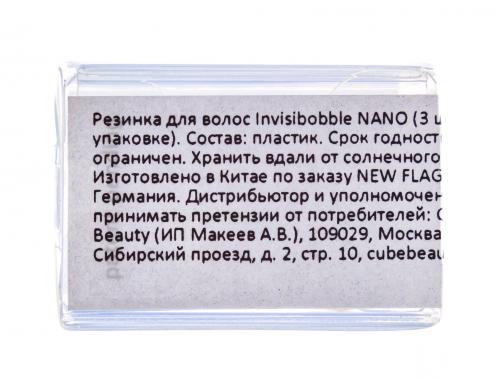 Резинка для волос Invisibobble NANO (3 ш
упаковке). Состав: пластик. Срок годност
ограничен. Хранить вдали от солнечного
Изготовлено в Китае по заказу NEW FLAG
Германия. Дистрибьютор и уполномочен
принимать претензии от потребителей: C
Beauty (ИП Макеев А.В.), 109029, Москва
Сибирский проезд, д. 2, стр. 10, cubebeau